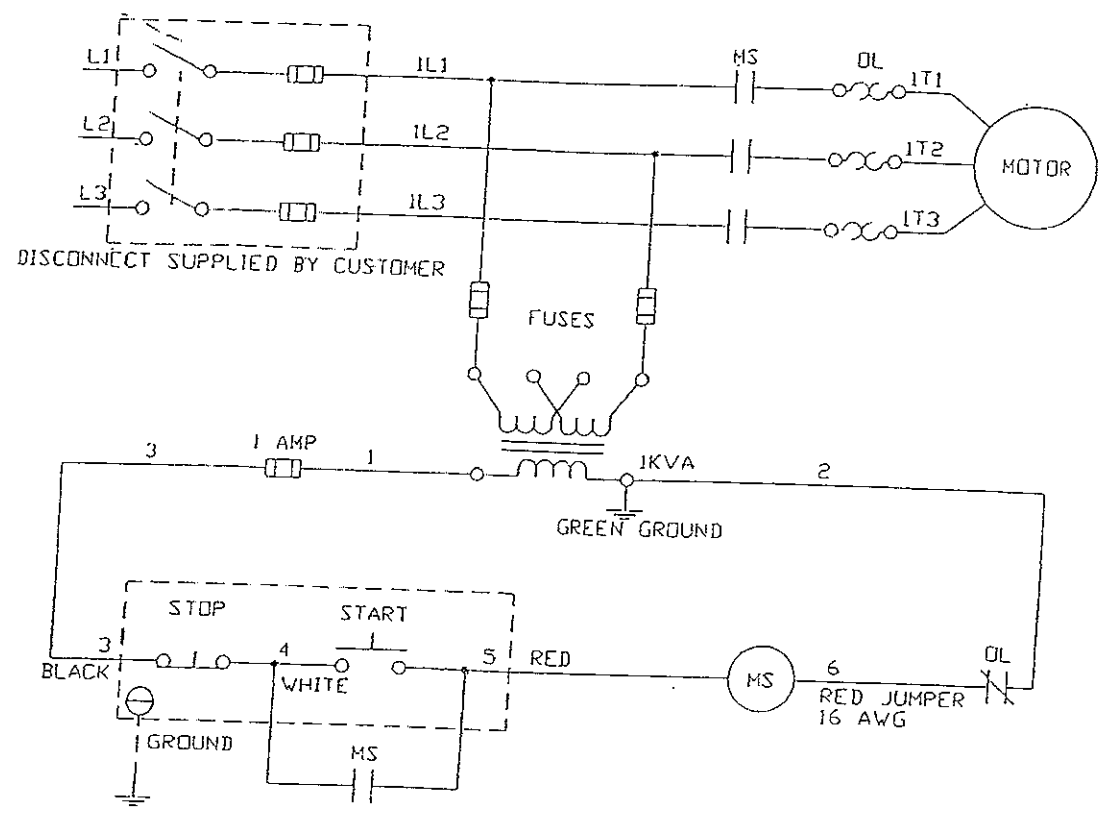 L1
1L1
MS
OL
1T1
L2
1L2
1T2
MOTOR
L3
1L3
1T3
DISCONNECT SUPPLIED BY CUSTOMER
FUSES
3
1 AMP
1
1KVA
2
GREEN GROUND
STOP
START
3
4
5
RED
6
OL
BLACK
WHITE
MS
RED JUMPER
16 AWG
GROUND
MS